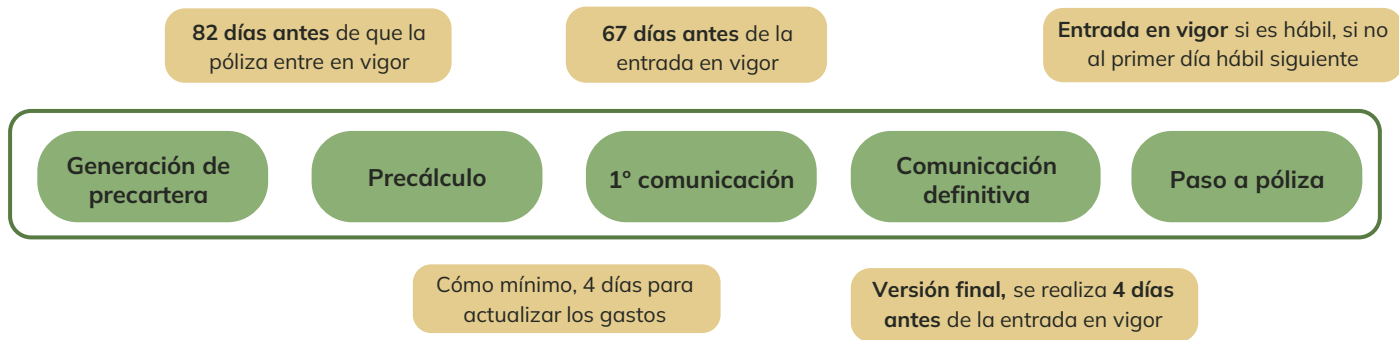 82 días antes de que la
póliza entre en vigor
67 días antes de la
entrada en vigor
Entrada en vigor si es hábil, si no
al primer día hábil siguiente
Generación de
precartera
Precálculo
1º comunicación
Comunicación
definitiva
Paso a póliza
Cómo mínimo, 4 días para
actualizar los gastos
Versión final, se realiza 4 días
antes de la entrada en vigor